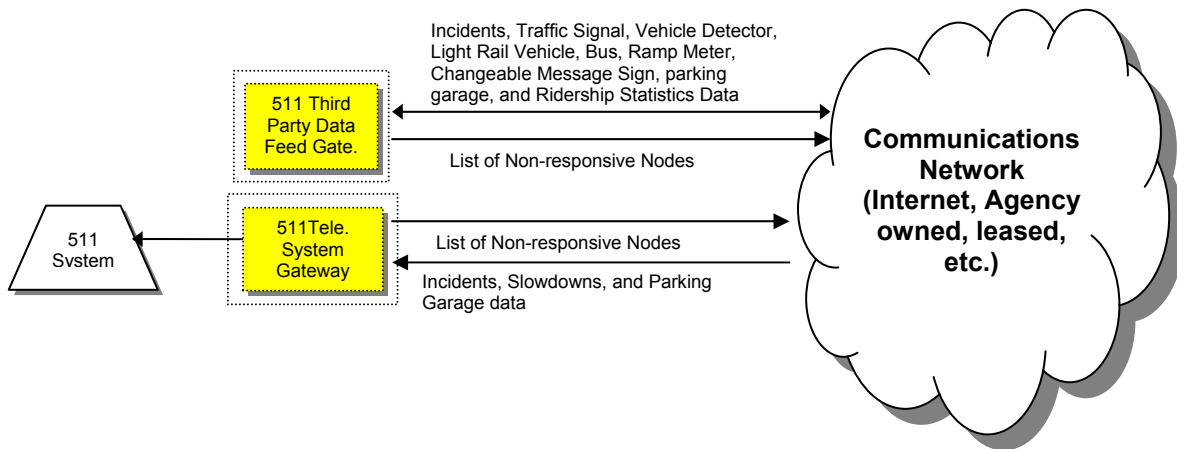 Incidents, Traffic Signal, Vehicle Detector,
Light Rail Vehicle, Bus, Ramp Meter,
Changeable Message Sign, parking
garage, and Ridership Statistics Data
511 Third
Party Data
Feed Gate.
List of Non-responsive Nodes
Communications
Network
(Internet, Agency
owned, leased,
etc.)
511
System
511Tele.
System
Gateway
List of Non-responsive Nodes
Incidents, Slowdowns, and Parking
Garage data